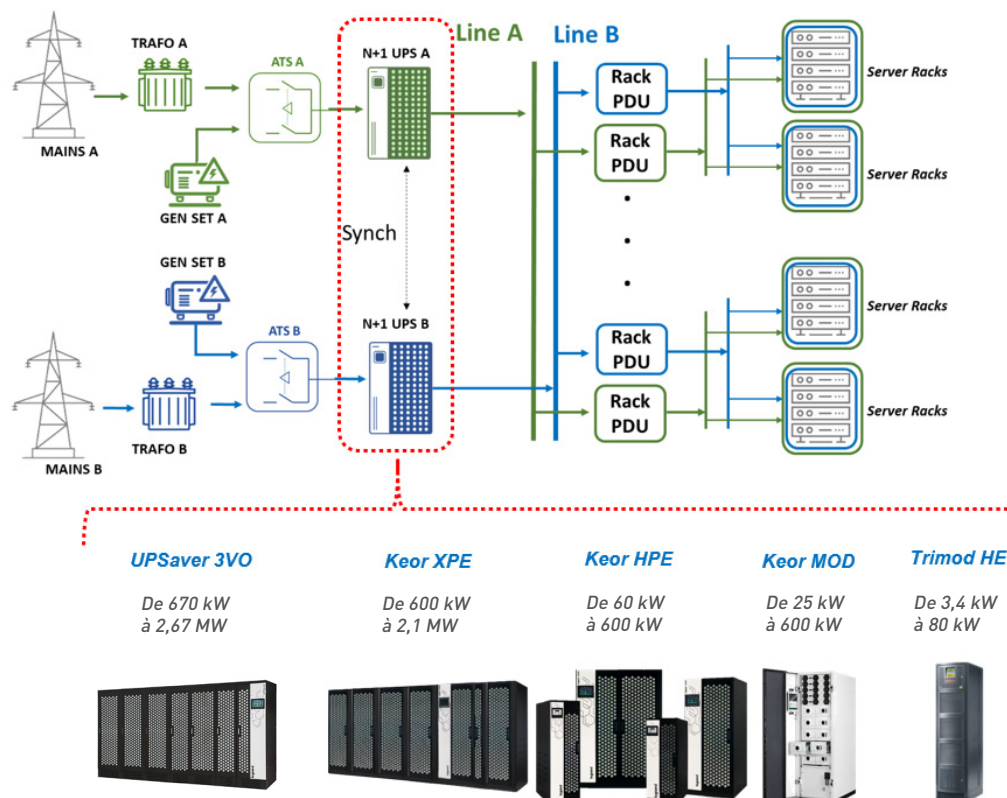 TRAFO A
ATS A
N+1 UPS A
Line A
Line B
Rack
PDU
Server Racks
MAINS A
Rack
PDU
Server Racks
GEN SET A
Synch
GEN SET B
N+1 UPS B
ATS B
Rack
PDU
Server Racks
Rack
PDU
Server Racks
TRAFO B
MAINS B
UPSaver 3VO
Keor XPE
Keor HPE
Keor MOD
Trimod HE
De 670 kW
à 2,67 MW
De 600 kW
à 2,1 MW
De 60 kW
à 600 kW
De 25 kW
à 600 kW
De 3,4 kW
à 80 kW
legrand
legrand
legrand